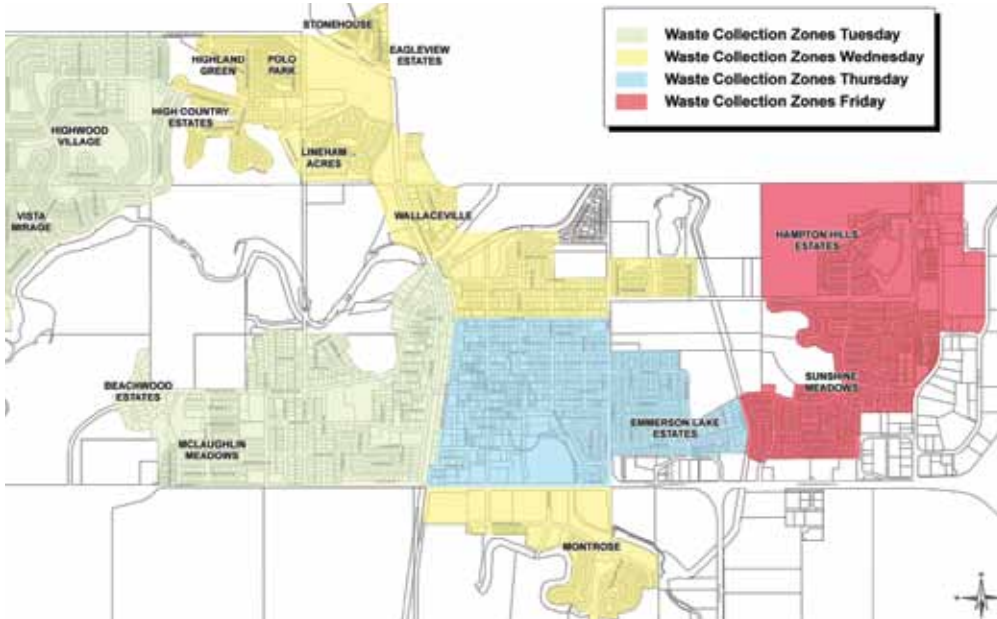 STONEHOUSE
EAGLEVIEW
ESTATES
HIGHLAND
GREEN
POLO
PARK
HIGH COUNTRY
ESTATES
HIGHWOOD
VILLAGE
LINEHAM
ACRES
VISTA
MIRAGE
WALLACEVILLE
HAMPTON HILLS
ESTATES
BEACHWOOD
ESTATES
SUNSHINE
MEADOWS
MCLAUGHLIN
MEADOWS
EMMERSON LAKE
ESTATES
MONTROSE
Waste Collection Zones Tuesday
Waste Collection Zones Wednesday
Waste Collection Zones Thursday
Waste Collection Zones Friday